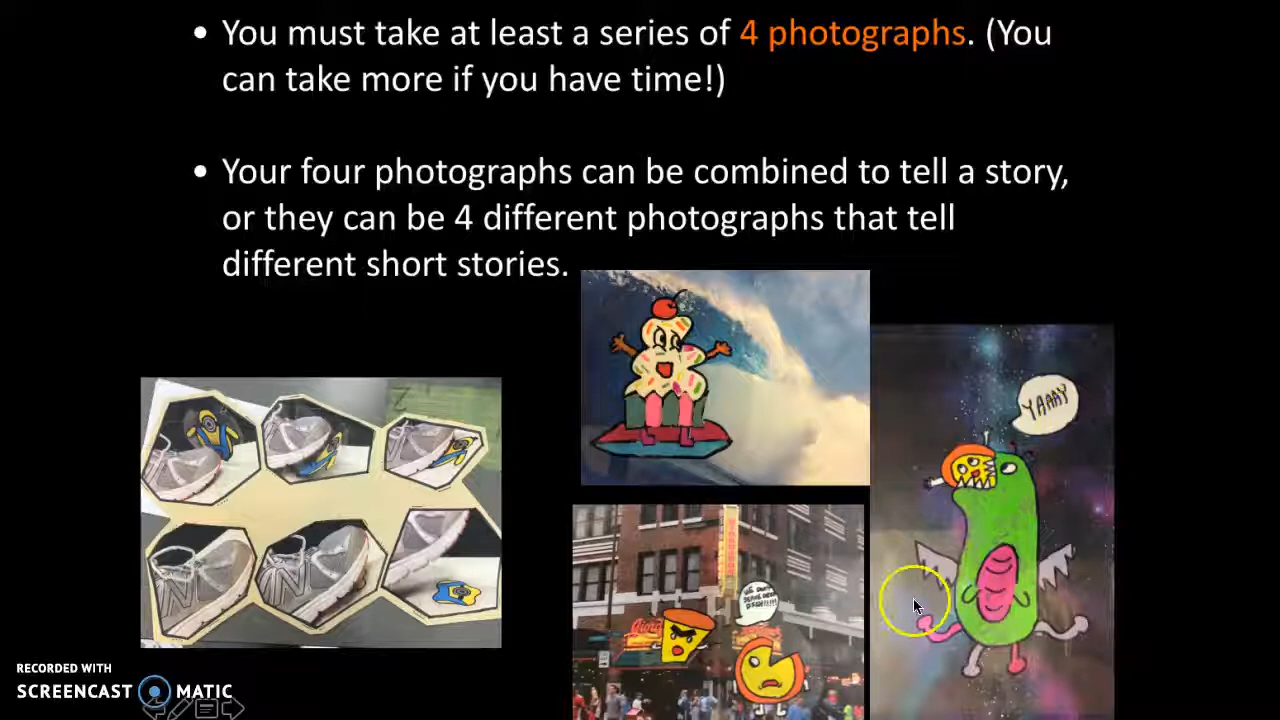 • You must take at least a series of 4 photographs. (You
can take more if you have time!)
• Your four photographs can be combined to tell a story,
or they can be 4 different photographs that tell
different short stories.
YAAAY
RECORDED WITH
SCREENCAST MATIC